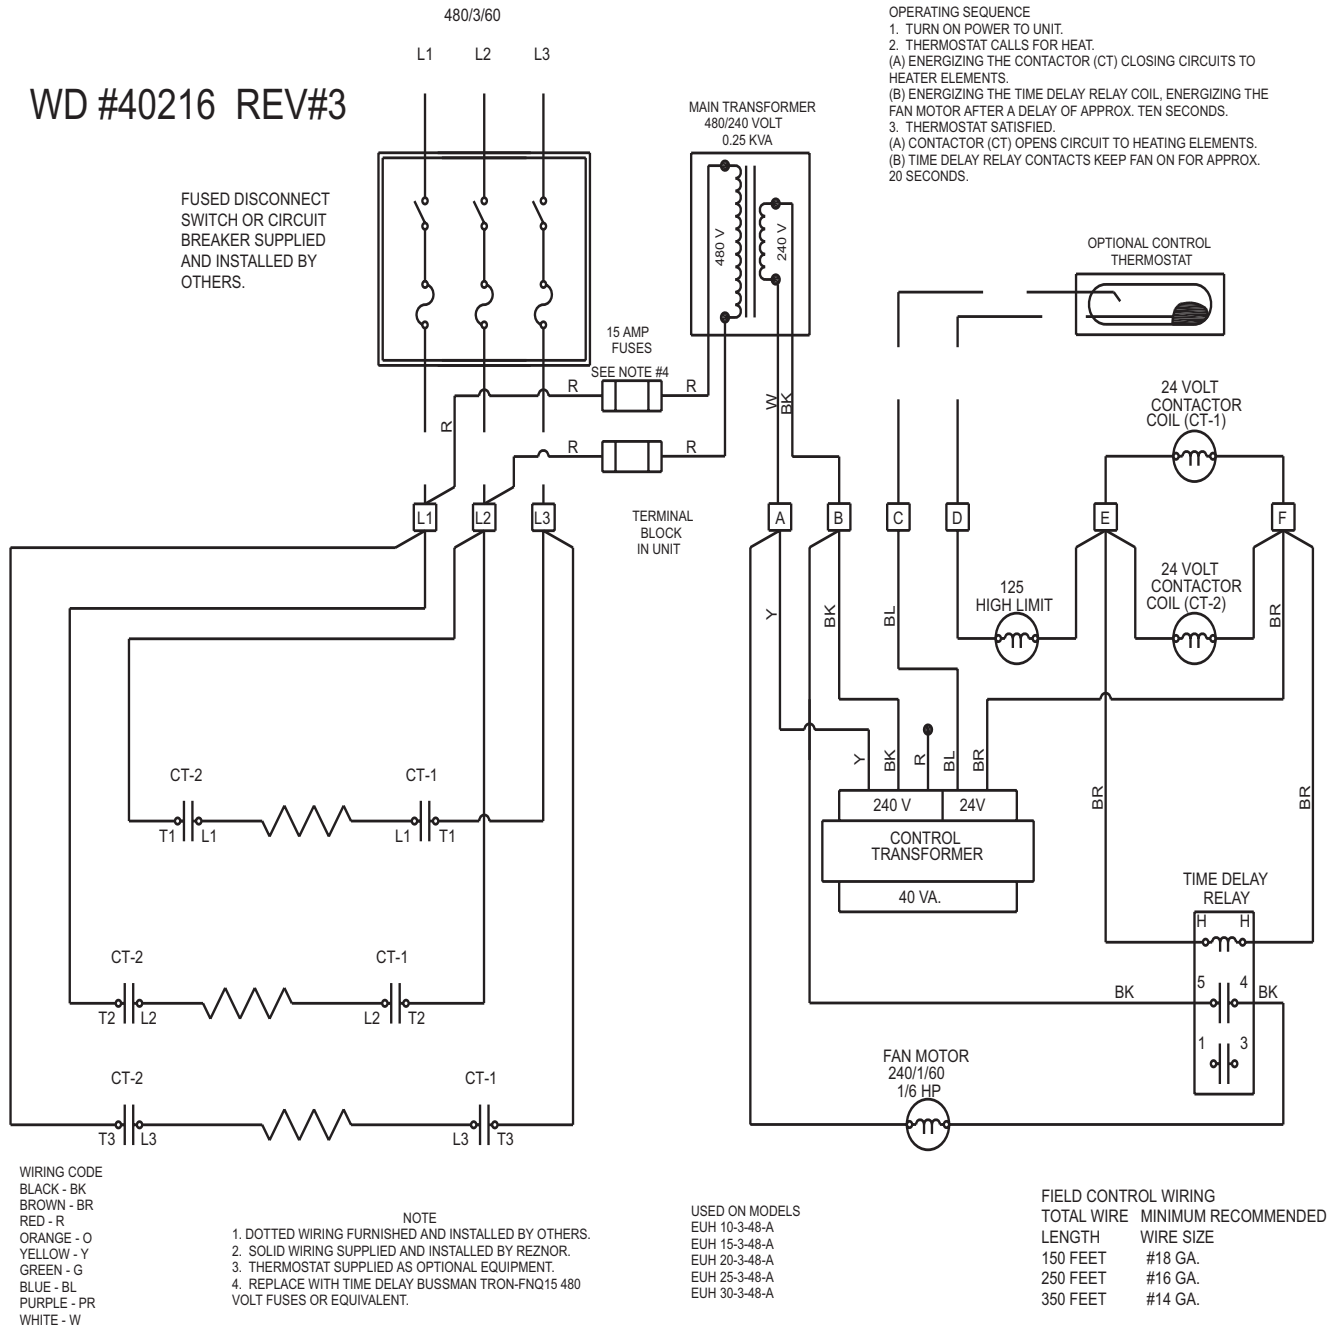 480/3/60
L1 L2 L3
WD #40216 REV#3
FUSED DISCONNECT
SWITCH OR CIRCUIT
BREAKER SUPPLIED
AND INSTALLED BY
OTHERS.
MAIN TRANSFORMER
480/240 VOLT
0.25 KVA
480 V
240 V
OPERATING SEQUENCE
1. TURN ON POWER TO UNIT.
2. THERMOSTAT CALLS FOR HEAT.
(A) ENERGIZING THE CONTACTOR (CT) CLOSING CIRCUITS TO
HEATER ELEMENTS.
(B) ENERGIZING THE TIME DELAY RELAY COIL, ENERGIZING THE
FAN MOTOR AFTER A DELAY OF APPROX. TEN SECONDS.
3. THERMOSTAT SATISFIED.
(A) CONTACTOR (CT) OPENS CIRCUIT TO HEATING ELEMENTS.
(B) TIME DELAY RELAY CONTACTS KEEP FAN ON FOR APPROX.
20 SECONDS.
OPTIONAL CONTROL
THERMOSTAT
15 AMP
FUSES
SEE NOTE #4
R R
R
R R
W
BK
24 VOLT
CONTACTOR
COIL (CT-1)
L1 L2 L3
TERMINAL
BLOCK
IN UNIT
A B C D E F
125
HIGH LIMIT
24 VOLT
CONTACTOR
COIL (CT-2)
Y BK BL BR
Y BK R BL BR
BR BR
240 V 24V
CONTROL
TRANSFORMER
40 VA.
CT-2 CT-1
T1 L1 L1 T1
TIME DELAY
RELAY
H H
5 4
BK BK
1 3
CT-2 CT-1
T2 L2 L2 T2
FAN MOTOR
240/1/60
1/6 HP
CT-2 CT-1
T3 L3 L3 T3
WIRING CODE
BLACK - BK
BROWN - BR
RED - R
ORANGE - O
YELLOW - Y
GREEN - G
BLUE - BL
PURPLE - PR
WHITE - W
NOTE
1. DOTTED WIRING FURNISHED AND INSTALLED BY OTHERS.
2. SOLID WIRING SUPPLIED AND INSTALLED BY REZNOR.
3. THERMOSTAT SUPPLIED AS OPTIONAL EQUIPMENT.
4. REPLACE WITH TIME DELAY BUSSMAN TRON-FNQ15 480
VOLT FUSES OR EQUIVALENT.
USED ON MODELS
EUH 10-3-48-A
EUH 15-3-48-A
EUH 20-3-48-A
EUH 25-3-48-A
EUH 30-3-48-A
FIELD CONTROL WIRING
TOTAL WIRE MINIMUM RECOMMENDED
LENGTH WIRE SIZE
150 FEET #18 GA.
250 FEET #16 GA.
350 FEET #14 GA.